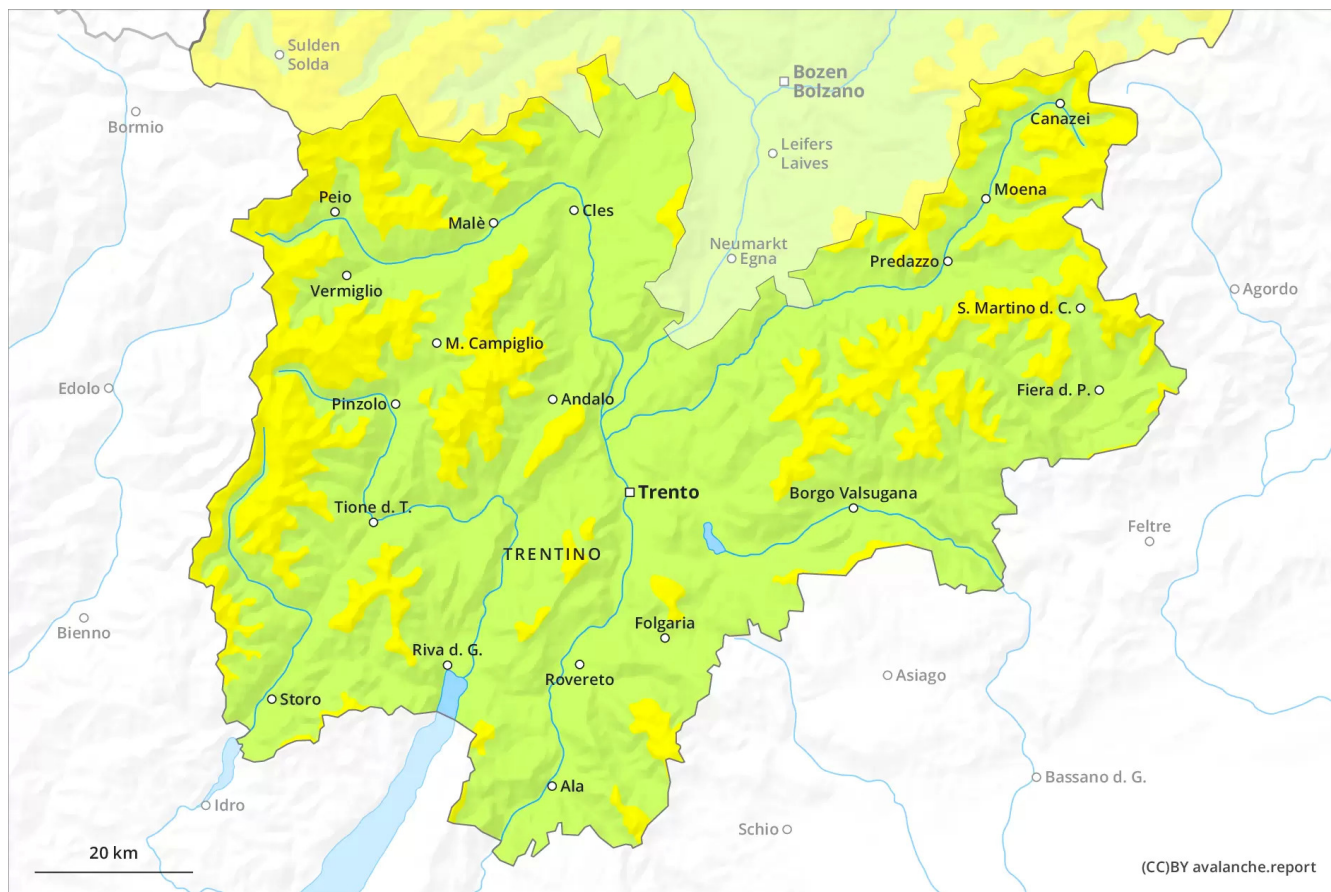 Sulden
Solda
Bozen
Bolzano
Bormio
Canazei
Leifers
Laives
Peio
Malè
Cles
Moena
Neumarkt
Egna
Predazzo
Vermiglio
Agordo
S. Martino d. C.
M. Campiglio
Edolo
Pinzolo
Andalo
Fiera d. P.
Trento
Borgo Valsugana
Tione d. T.
Feltre
TRENTINO
Bienno
Folgaria
Riva d. G.
Rovereto
Asiago
Storo
Bassano d. G.
Ala
Idro
Schio
20 km
(CC)BY avalanche.report